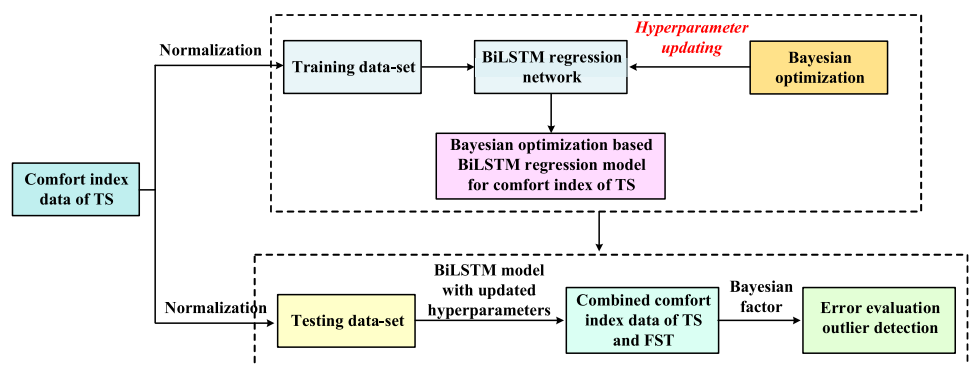 Normalization
Training data-set
BiLSTM regression
network
Hyperparameter
updating
Bayesian
optimization
Bayesian optimization based
BiLSTM regression model
for comfort index of TS
Comfort index
data of TS
Normalization
Testing data-set
BiLSTM model
with updated
hyperparameters
Combined comfort
index data of TS
and FST
Bayesian
factor
Error evaluation
outlier detection